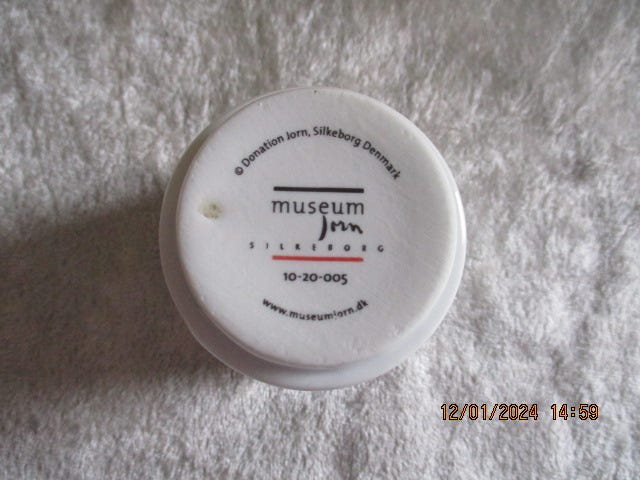 © Donation Jorn, Silkeborg Denmark
museum
Jorn
SILKEBORG
10-20-005
www.museumjorn.dk
12/01/2024 14:59